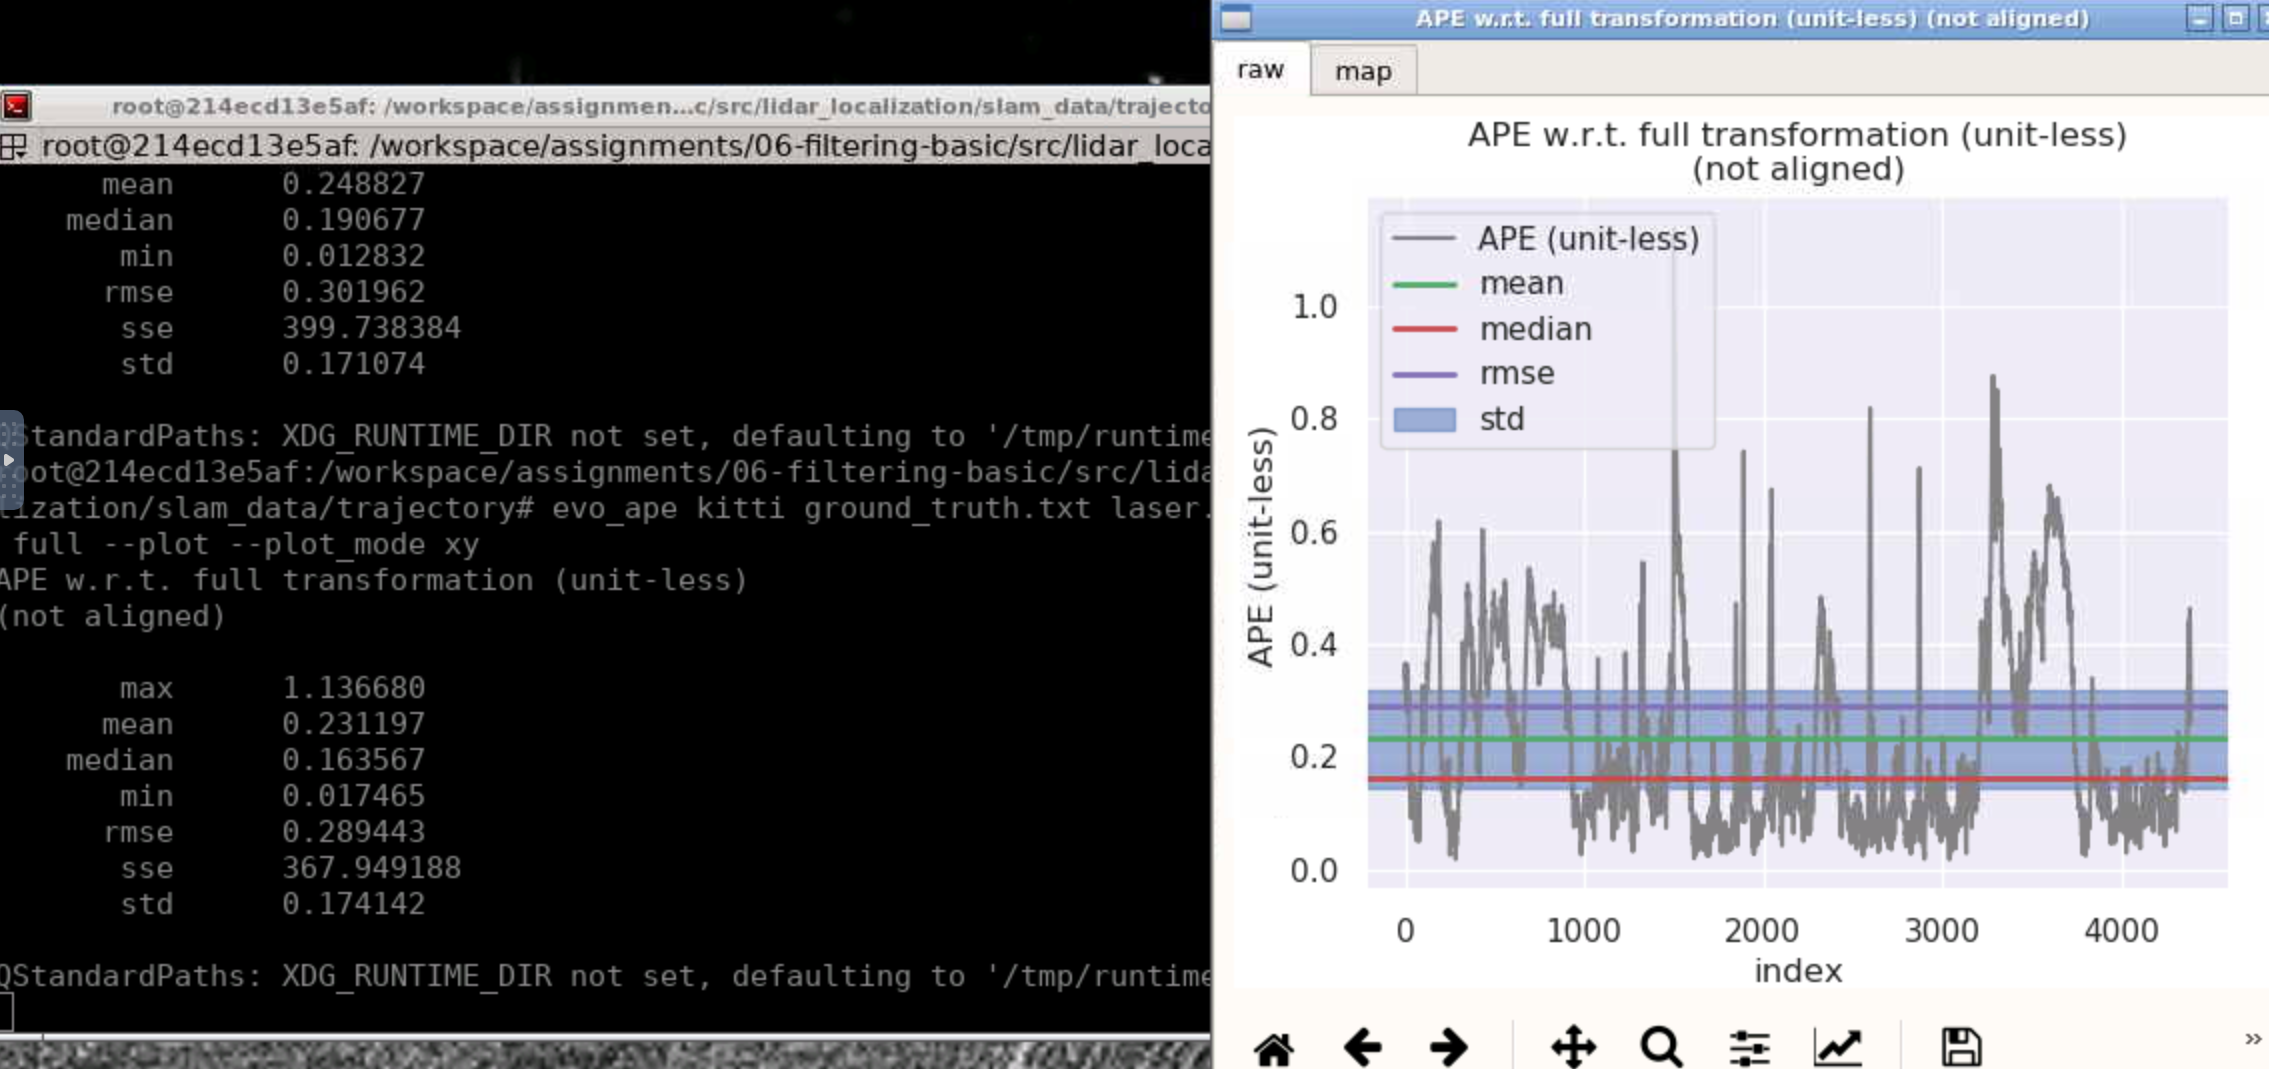 root@214ecd13e5af: /workspace/assignmen...c/src/lidar_localization/slam_data/trajecto
root@214ecd13e5af: /workspace/assignments/06-filtering-basic/src/lidar_loca
mean 0.248827
median 0.190677
min 0.012832
rmse 0.301962
sse 399.738384
std 0.171074
StandardPaths: XDG_RUNTIME_DIR not set, defaulting to '/tmp/runtime
oot@214ecd13e5af:/workspace/assignments/06-filtering-basic/src/lida
lization/slam_data/trajectory# evo_ape kitti ground_truth.txt laser.
full --plot --plot_mode xy
APE w.r.t. full transformation (unit-less)
(not aligned)
max 1.136680
mean 0.231197
median 0.163567
min 0.017465
rmse 0.289443
sse 367.949188
std 0.174142
QStandardPaths: XDG_RUNTIME_DIR not set, defaulting to '/tmp/runtime
APE w.r.t. full transformation (unit-less) (not aligned)
raw map
APE w.r.t. full transformation (unit-less)
(not aligned)
APE (unit-less)
mean
median
rmse
std
APE (unit-less)
1.0
0.8
0.6
0.4
0.2
0.0
0 1000 2000 3000 4000
index
»